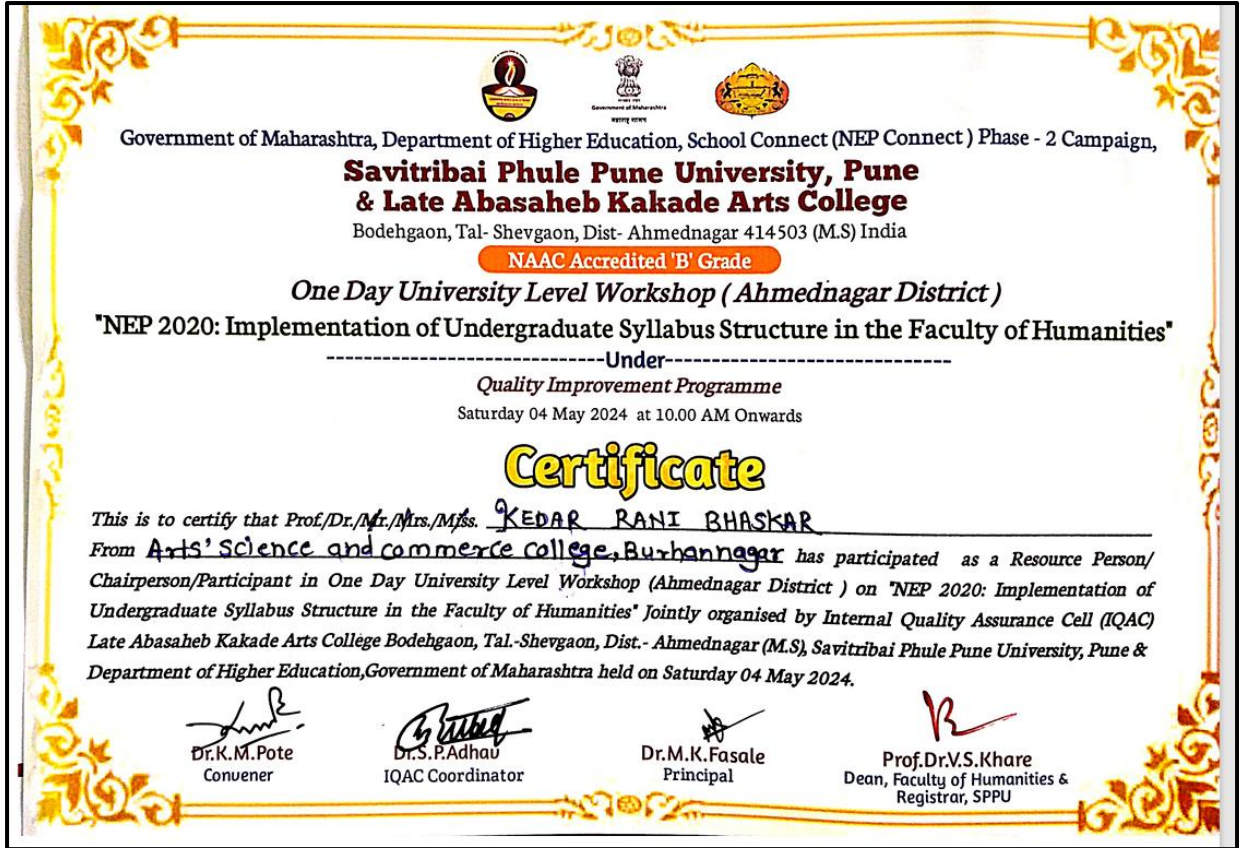 Government of Maharashtra
महाराष्ट्र शासन
Government of Maharashtra, Department of Higher Education, School Connect (NEP Connect ) Phase - 2 Campaign,
Savitribai Phule Pune University, Pune
& Late Abasaheb Kakade Arts College
Bodehgaon, Tal- Shevgaon, Dist- Ahmednagar 414503 (M.S) India
NAAC Accredited 'B' Grade
One Day University Level Workshop ( Ahmednagar District )
"NEP 2020: Implementation of Undergraduate Syllabus Structure in the Faculty of Humanities"
------------------------------Under-------------------------------
Quality Improvement Programme
Saturday 04 May 2024 at 10.00 AM Onwards
Certificate
This is to certify that Prof./Dr./Mr./Mrs./Miss. KEDAR RANI BHASKAR
From Arts' Science and commerce college, Burhannagar has participated as a Resource Person/
Chairperson/Participant in One Day University Level Workshop (Ahmednagar District ) on "NEP 2020: Implementation of
Undergraduate Syllabus Structure in the Faculty of Humanities" Jointly organised by Internal Quality Assurance Cell (IQAC)
Late Abasaheb Kakade Arts College Bodehgaon, Tal.-Shevgaon, Dist.- Ahmednagar (M.S), Savitribai Phule Pune University, Pune &
Department of Higher Education,Government of Maharashtra held on Saturday 04 May 2024.
Dr.K.M.Pote
Convener
Dr.S.P.Adhau
IQAC Coordinator
Dr.M.K.Fasale
Principal
Prof.Dr.V.S.Khare
Dean, Faculty of Humanities &
Registrar, SPPU